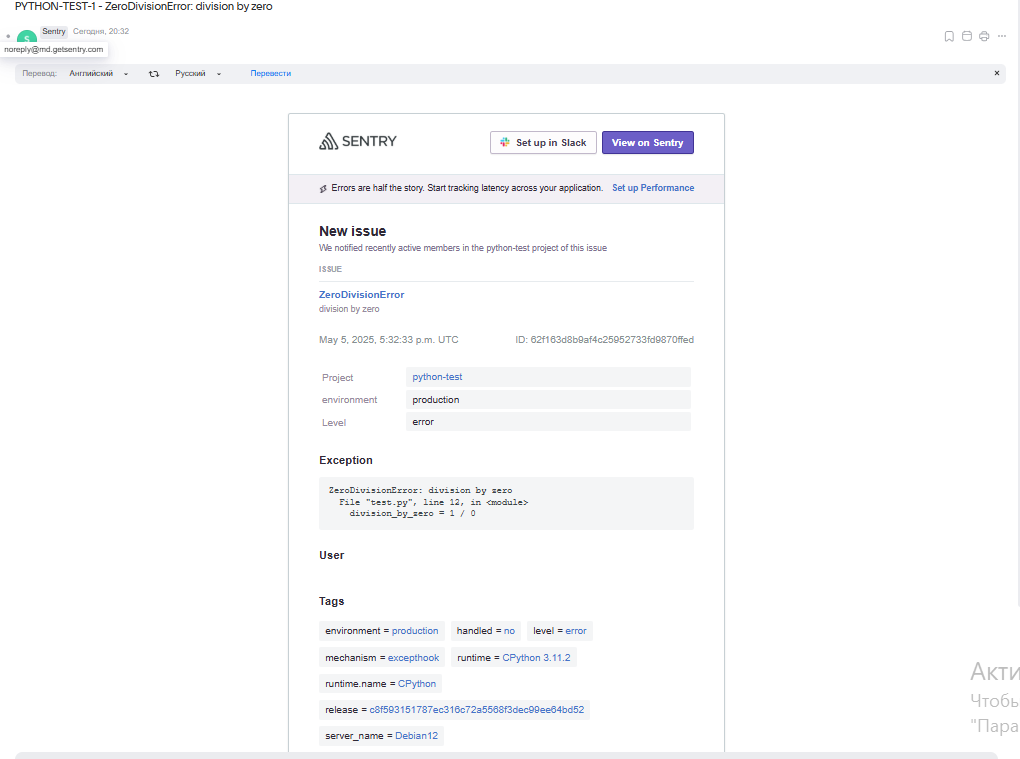 PYTHON-TEST-1 - ZeroDivisionError: division by zero
S
Sentry Сегодня, 20:32
noreply@md.getsentry.com
Перевод: Английский Русский Перевести
SENTRY Set up in Slack View on Sentry
Errors are half the story. Start tracking latency across your application. Set up Performance
New issue
We notified recently active members in the python-test project of this issue
ISSUE
ZeroDivisionError
division by zero
May 5, 2025, 5:32:33 p.m. UTC ID: 62f163d8b9af4c25952733fd9870ffed
Project python-test
environment production
Level error
Exception
ZeroDivisionError: division by zero
File "test.py", line 12, in <module>
division_by_zero = 1 / 0
User
Tags
environment = production handled = no level = error
mechanism = excepthook runtime = CPython 3.11.2
runtime.name = CPython
release = c8f593151787ec316c72a5568f3dec99ee64bd52
server_name = Debian12
Акти
Чтобы
"Пара